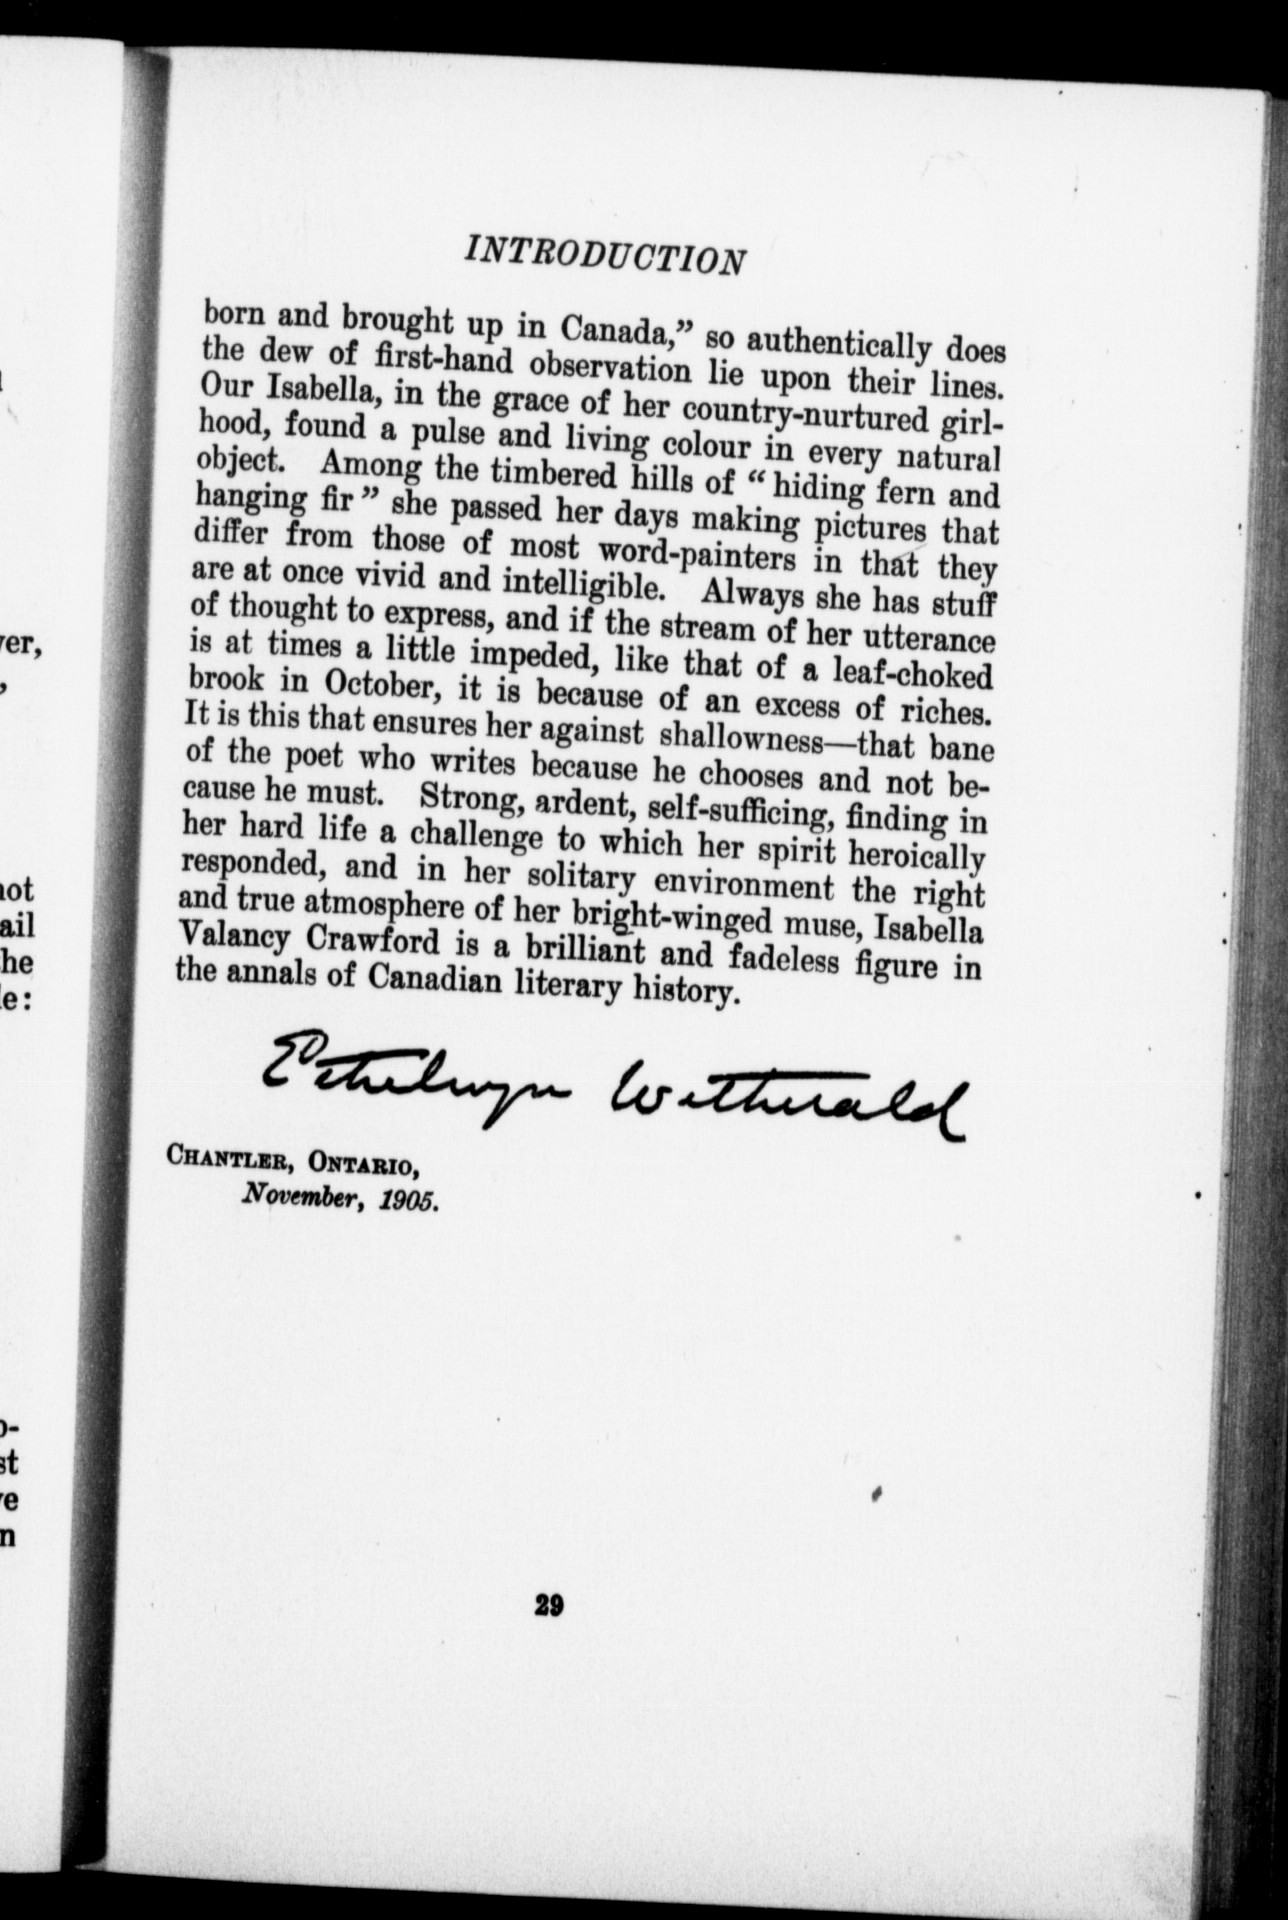 INTRODUCTION
born and brought up in Canada,” so authentically does
the dew of first-hand observation lie upon their lines.
Our Isabella, in the grace of her country-nurtured girl-
hood, found a pulse and living colour in every natural
object. Among the timbered hills of “ hiding fern and
hanging fir ” she passed her days making pictures that
differ from those of most word-painters in that they
are at once vivid and intelligible. Always she has stuff
of thought to express, and if the stream of her utterance
is at times a little impeded, like that of a leaf-choked
brook in October, it is because of an excess of riches.
It is this that ensures her against shallowness—that bane
of the poet who writes because he chooses and not be-
cause he must. Strong, ardent, self-sufficing, finding in
her hard life a challenge to which her spirit heroically
responded, and in her solitary environment the right
and true atmosphere of her bright-winged muse, Isabella
Valancy Crawford is a brilliant and fadeless figure in
the annals of Canadian literary history.
Ethelwyn Wetherald
CHANTLER, ONTARIO,
November, 1905.
29